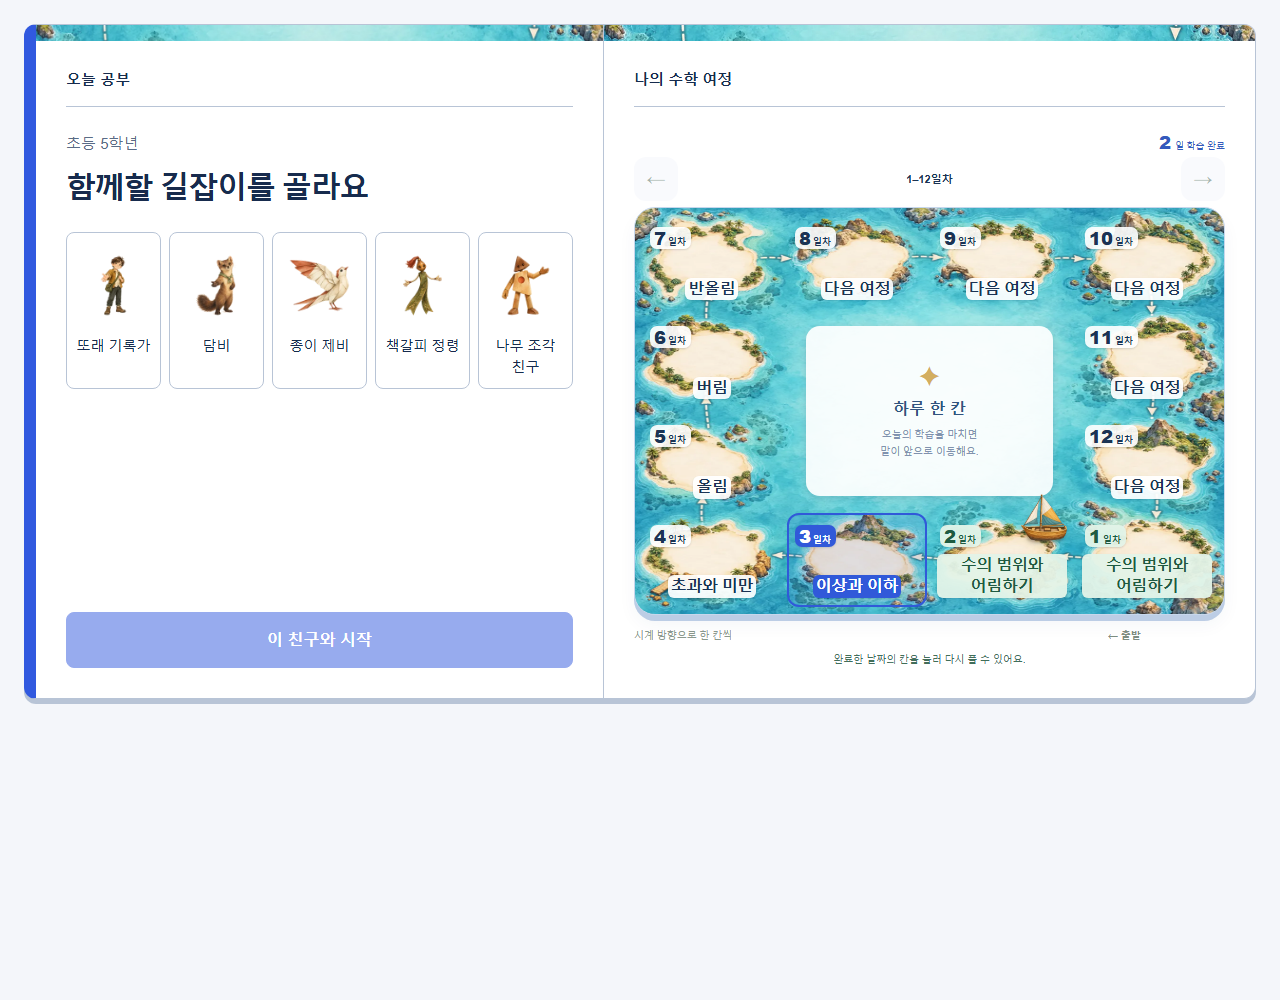 오늘 공부
초등 5학년
함께할 길잡이를 골라요
또래 기록가
담비
종이 제비
책갈피 정령
나무 조각
친구
이 친구와 시작
나의 수학 여정
2 일 학습 완료
←
1–12일차
→
7 일차
반올림
8 일차
다음 여정
9 일차
다음 여정
10 일차
다음 여정
6 일차
버림
11 일차
다음 여정
하루 한 칸
오늘의 학습을 마치면
말이 앞으로 이동해요.
5 일차
올림
12 일차
다음 여정
4 일차
초과와 미만
3 일차
이상과 이하
2 일차
수의 범위와
어림하기
1 일차
수의 범위와
어림하기
시계 방향으로 한 칸씩
← 출발
완료한 날짜의 칸을 눌러 다시 풀 수 있어요.